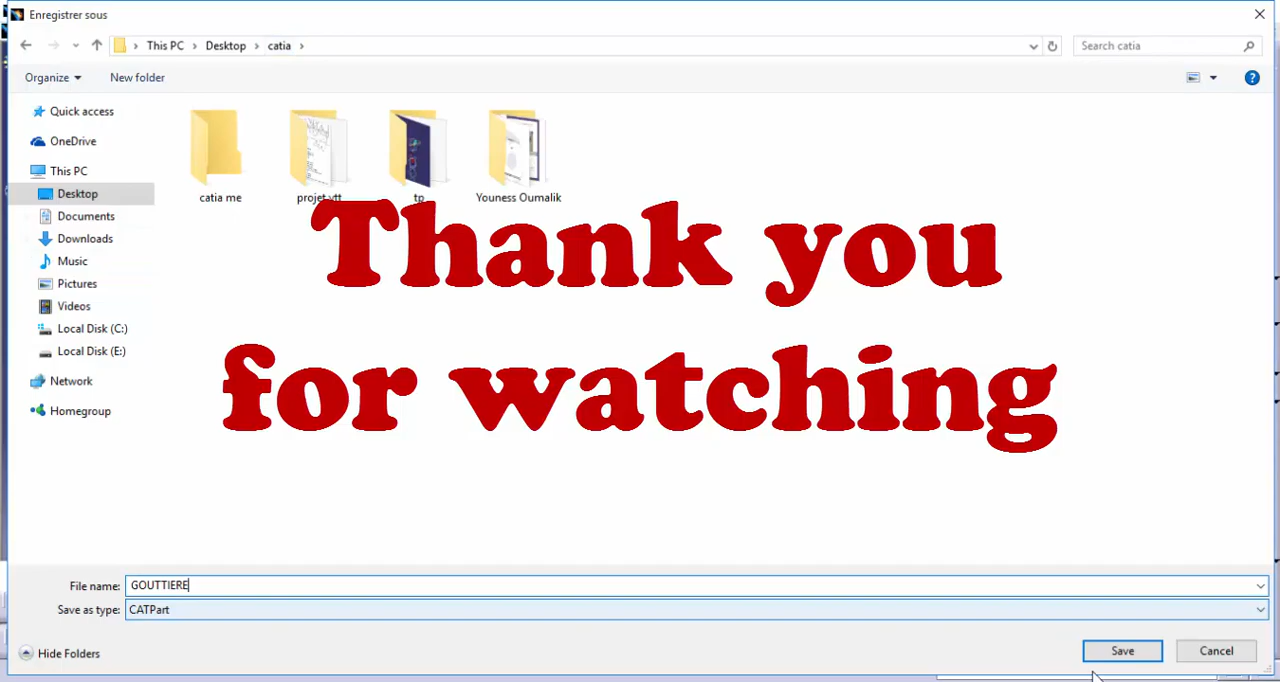 Enregistrer sous
This PC > Desktop > catia >
Search catia
Organize
New folder
Quick access
OneDrive
This PC
Desktop
Documents
Downloads
Music
Pictures
Videos
Local Disk (C:)
Local Disk (E:)
Network
Homegroup
catia me
projet vtt
tp
Youness Oumalik
Thank you
for watching
File name: GOUTTIERE
Save as type: CATPart
Hide Folders
Save
Cancel